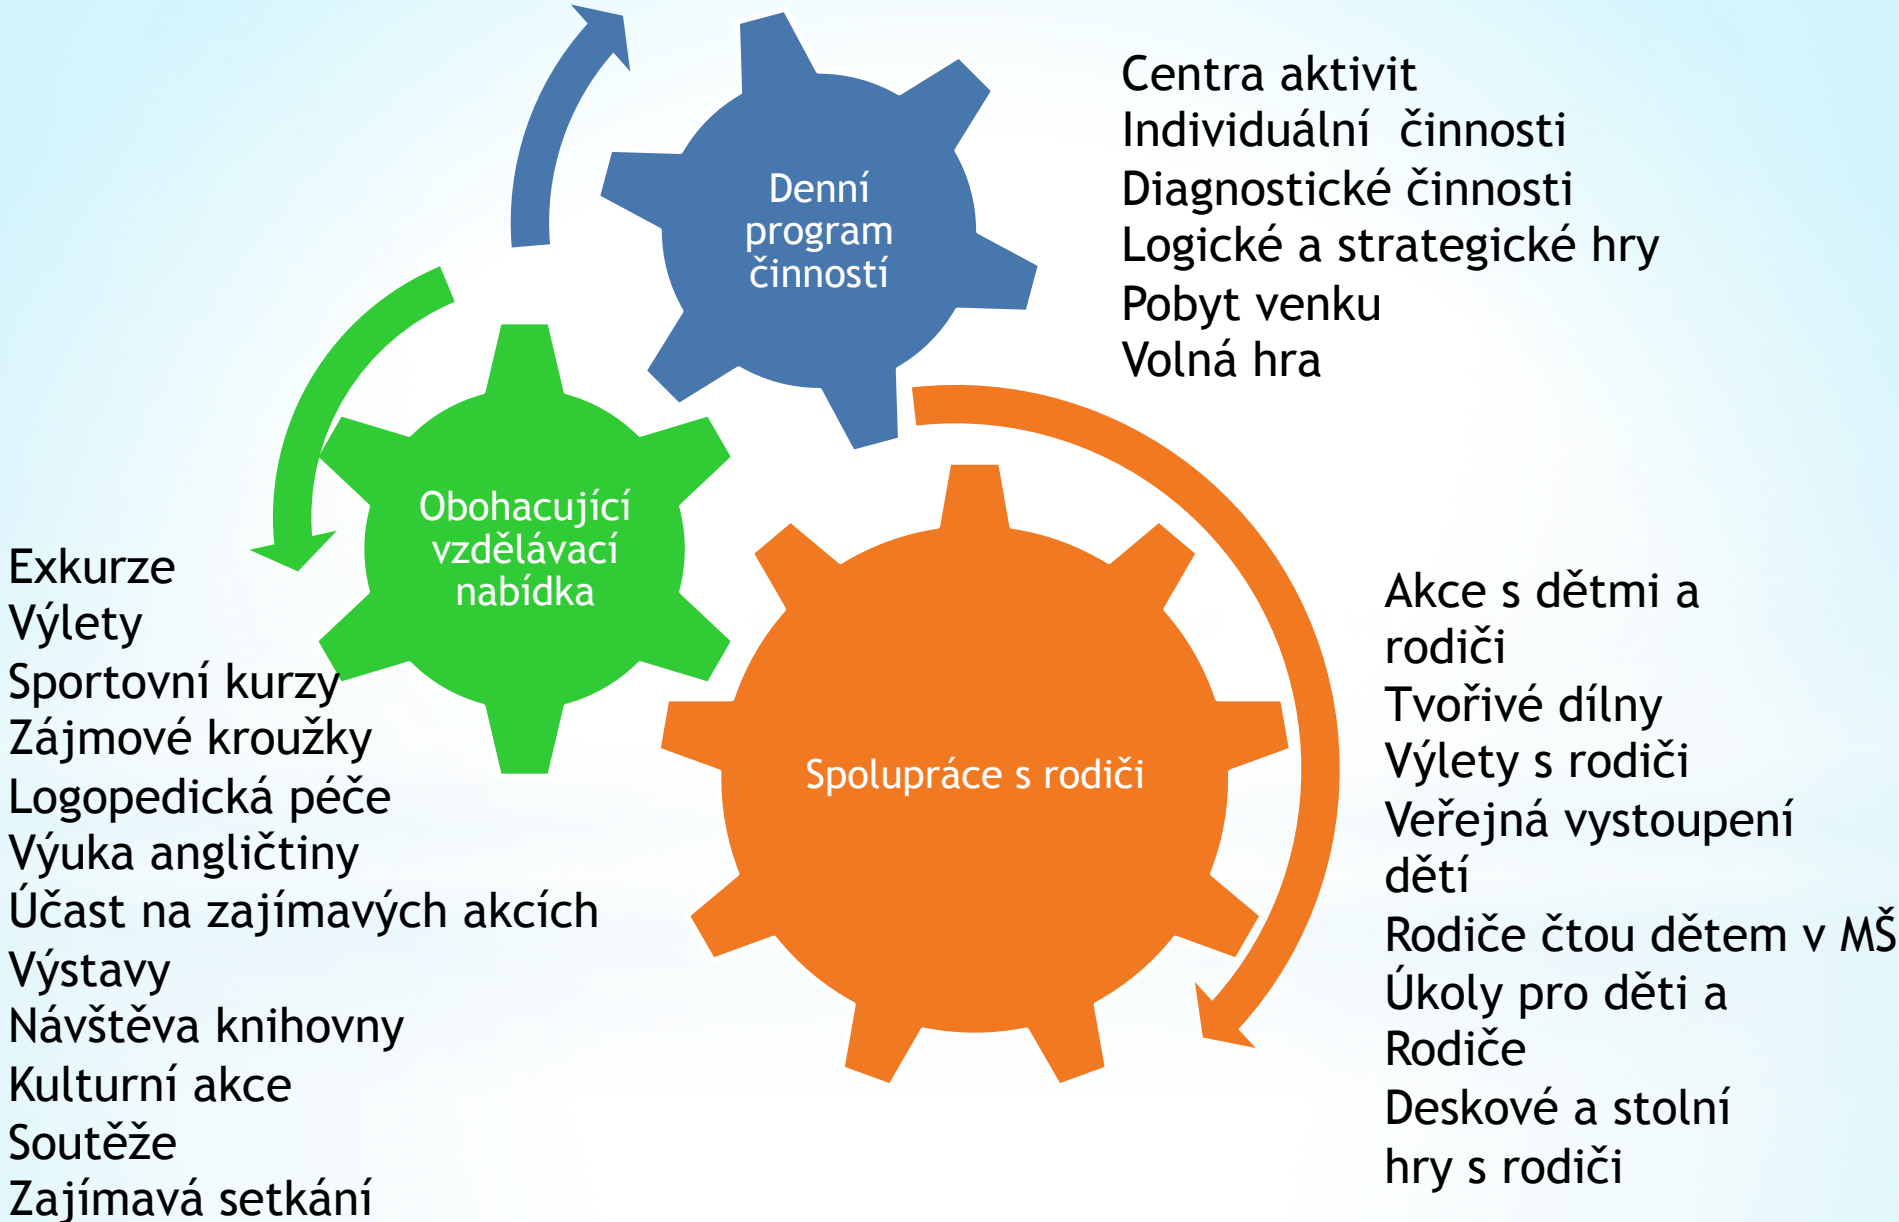 Denní
program
činností
Centra aktivit
Individuální činnosti
Diagnostické činnosti
Logické a strategické hry
Pobyt venku
Volná hra
Obohacující
vzdělávací
nabídka
Exkurze
Výlety
Sportovní kurzy
Zájmové kroužky
Logopedická péče
Výuka angličtiny
Účast na zajímavých akcích
Výstavy
Návštěva knihovny
Kulturní akce
Soutěže
Zajímavá setkání
Spolupráce s rodiči
Akce s dětmi a
rodiči
Tvořivé dílny
Výlety s rodiči
Veřejná vystoupení
dětí
Rodiče čtou dětem v MŠ
Úkoly pro děti a
Rodiče
Deskové a stolní
hry s rodiči